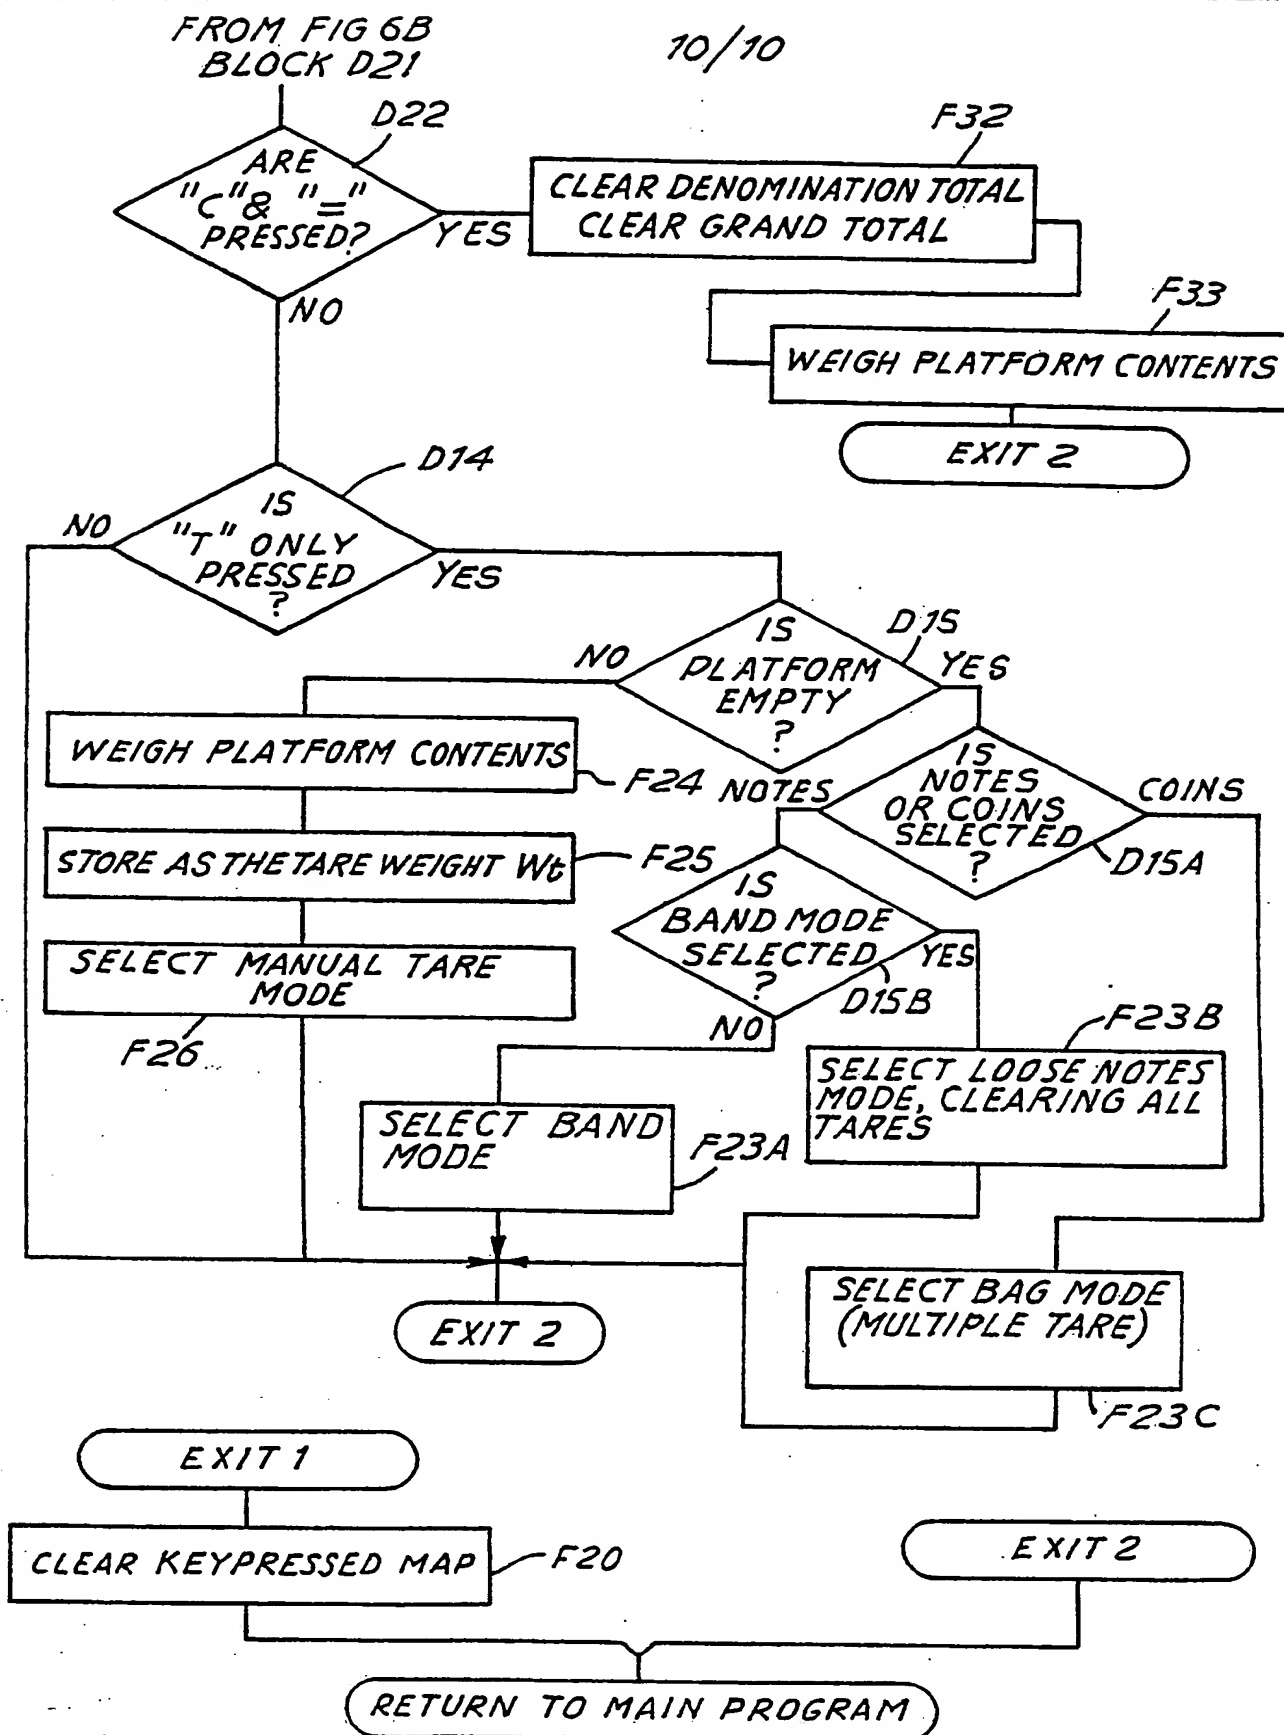 FROM FIG 6B
BLOCK D21
10/10
D22
ARE
"C" & "="
PRESSED?
YES
NO
F32
CLEAR DENOMINATION TOTAL
CLEAR GRAND TOTAL
F33
WEIGH PLATFORM CONTENTS
EXIT 2
D14
IS
"T" ONLY
PRESSED
?
NO
YES
D15
IS
PLATFORM
EMPTY
?
NO
YES
WEIGH PLATFORM CONTENTS
F24
STORE AS THE TARE WEIGHT Wt
F25
SELECT MANUAL TARE
MODE
F26
IS
NOTES
OR COINS
SELECTED
?
NOTES
COINS
D15A
IS
BAND MODE
SELECTED
?
YES
D15B
NO
F23B
SELECT LOOSE NOTES
MODE, CLEARING ALL
TARES
SELECT BAND
MODE
F23A
SELECT BAG MODE
(MULTIPLE TARE)
F23C
EXIT 2
EXIT 1
CLEAR KEYPRESSED MAP
F20
EXIT 2
RETURN TO MAIN PROGRAM